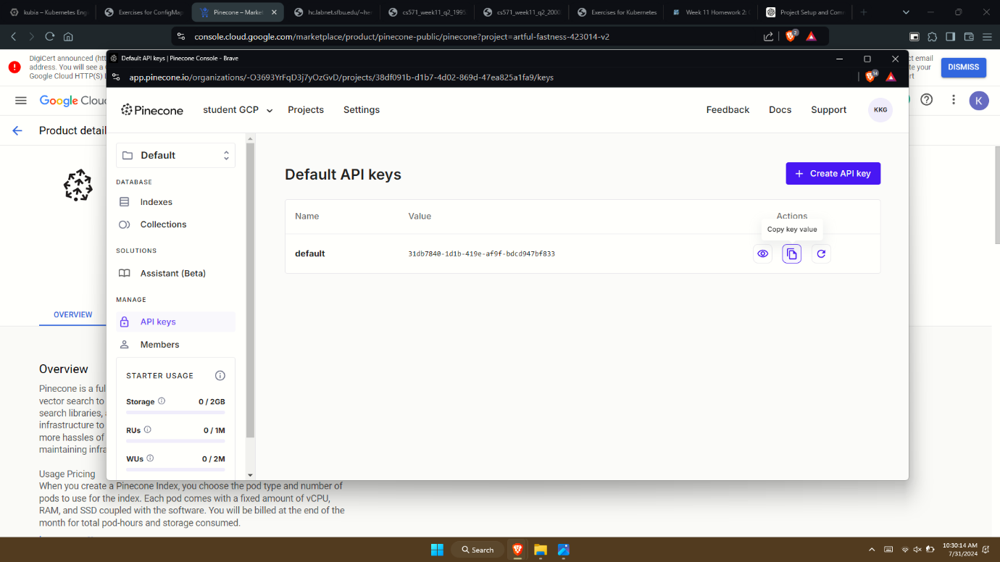 kubia – Kubernetes Eng
Exercises for ConfigMap
Pinecone – Market
hc.labnet.sfbu.edu/~he
cs571_week11_q2_1995
cs571_week11_q2_2000
Exercises for Kubernetes
Week 11 Homework 2:
Project Setup and Com
console.cloud.google.com/marketplace/product/pinecone-public/pinecone?project=artful-fastness-423014-v2
2
DigiCert announced (htt
address. You will see a
Google Cloud HTTP(S) L
ct email
te your
rt
DISMISS
Google Cloud
K
Product detail
Default API keys | Pinecone Console - Brave
app.pinecone.io/organizations/-O3693YrFqD3j7yOzGvD/projects/38df091b-d1b7-4d02-869d-47ea825a1fa9/keys
14
Pinecone
student GCP
Projects
Settings
Feedback
Docs
Support
KKG
Default
DATABASE
Indexes
Collections
SOLUTIONS
Assistant (Beta)
MANAGE
API keys
Members
STARTER USAGE
Storage 0 / 2GB
RUs 0 / 1M
WUs 0 / 2M
Default API keys
+ Create API key
Name Value Actions
Copy key value
default 31db7840-1d1b-419e-af9f-bdcd947bf833
OVERVIEW
Overview
Pinecone is a ful
vector search to
search libraries,
infrastructure to
more hassles of
maintaining infra
Usage Pricing
When you create a Pinecone Index, you choose the pod type and number of
pods to use for the index. Each pod comes with a fixed amount of vCPU,
RAM, and SSD coupled with the software. You will be billed at the end of the
month for total pod-hours and storage consumed.
Search
10:30:14 AM
7/31/2024